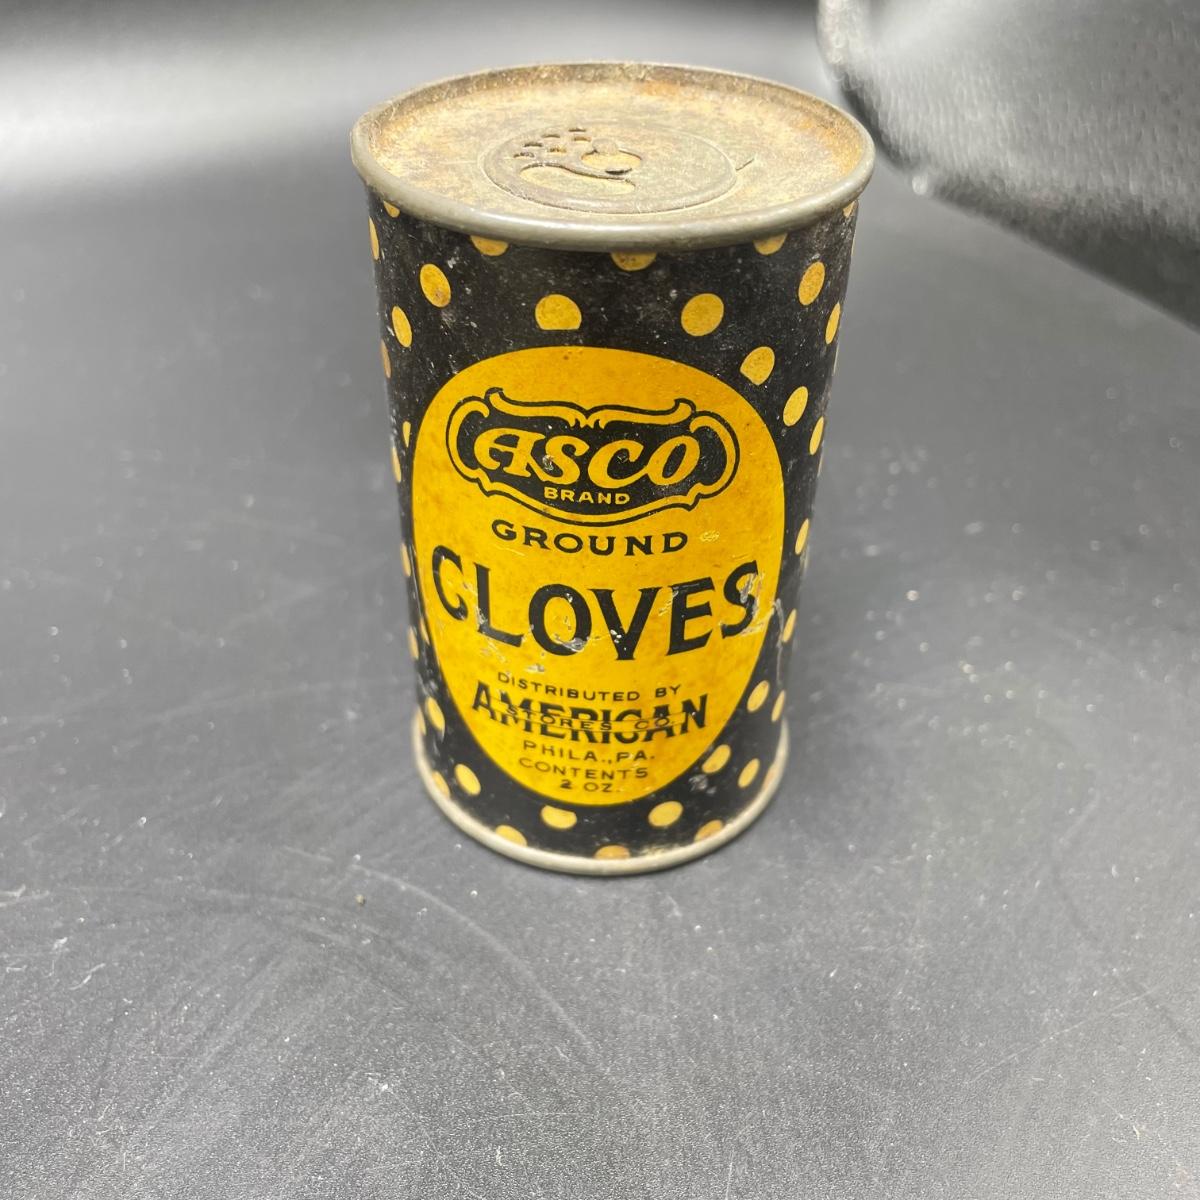 ASCO
BRAND
GROUND
CLOVES
DISTRIBUTED BY
AMERICAN
STORES CO.
PHILA., PA.
CONTENTS
2 OZ.